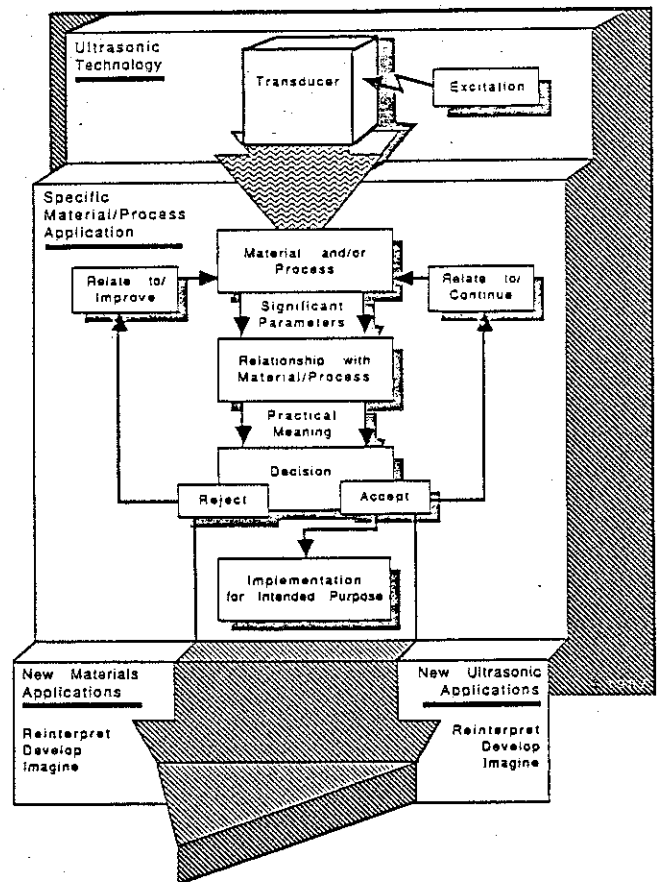 Ultrasonic
Technology
Transducer
Excitation
Specific
Material/Process
Application
Material and/or
Process
Relate to/
Improve
Relate to/
Continue
Significant
Parameters
Relationship with
Material/Process
Practical
Meaning
Decision
Reject
Accept
Implementation
for Intended Purpose
New Materials
Applications
Reinterpret
Develop
Imagine
New Ultrasonic
Applications
Reinterpret
Develop
Imagine